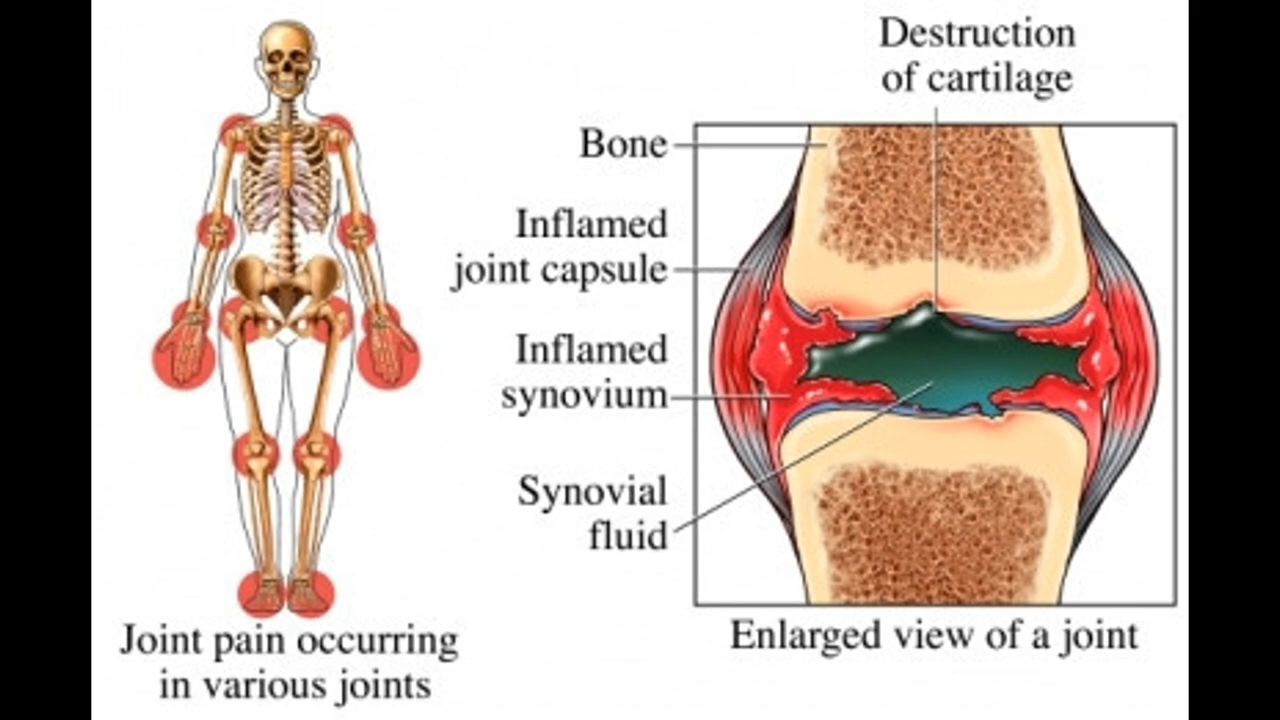 Destruction
of cartilage
Bone
Inflamed
joint capsule
Inflamed
synovium
Synovial
fluid
Joint pain occurring
in various joints
Enlarged view of a joint